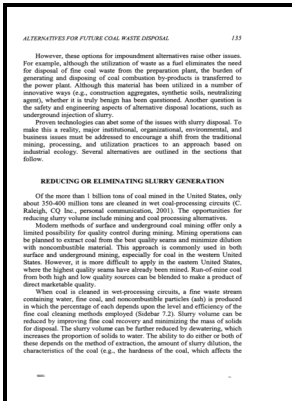 ALTERNATIVES FOR FUTURE COAL WASTE DISPOSAL 135
However, these options for impoundment alternatives raise other issues.
For example, although the utilization of waste as a fuel eliminates the need
for disposal of fine coal waste from the preparation plant, the burden of
generating and disposing of coal combustion by-products is transferred to
the power plant. Although this material has been utilized in a number of
innovative ways (e.g., construction aggregates, synthetic soils, neutralizing
agent), whether it is truly benign has been questioned. Another question is
the safety and engineering aspects of alternative disposal locations, such as
underground injection of slurry.
Proven technologies can abet some of the issues with slurry disposal. To
make this a reality, major institutional, organizational, environmental, and
business issues must be addressed to encourage a shift from the traditional
mining, processing, and utilization practices to an approach based on
industrial ecology. Several alternatives are outlined in the sections that
follow.
REDUCING OR ELIMINATING SLURRY GENERATION
Of the more than 1 billion tons of coal mined in the United States, only
about 350-400 million tons are cleaned in wet coal-processing circuits (C.
Raleigh, CQ Inc., personal communication, 2001). The opportunities for
reducing slurry volume include mining and coal processing alternatives.
Modern methods of surface and underground coal mining offer only a
limited possibility for quality control during mining. Mining operations can
be planned to extract coal from the best quality seams and minimize dilution
with noncombustible material. This approach is commonly used in both
surface and underground mining, especially for coal in the western United
States. However, it is more difficult to apply in the eastern United States,
where the highest quality seams have already been mined. Run-of-mine coal
from both high and low quality sources can be blended to make a product of
direct marketable quality.
When coal is cleaned in wet-processing circuits, a fine waste stream
containing water, fine coal, and noncombustible particles (ash) is produced
in which the percentage of each depends upon the level and efficiency of the
fine coal cleaning methods employed (Sidebar 7.2). Slurry volume can be
reduced by improving fine coal recovery and minimizing the mass of solids
for disposal. The slurry volume can be further reduced by dewatering, which
increases the proportion of solids to water. The ability to do either or both of
these depends on the method of extraction, the amount of slurry dilution, the
characteristics of the coal (e.g., the hardness of the coal, which affects the